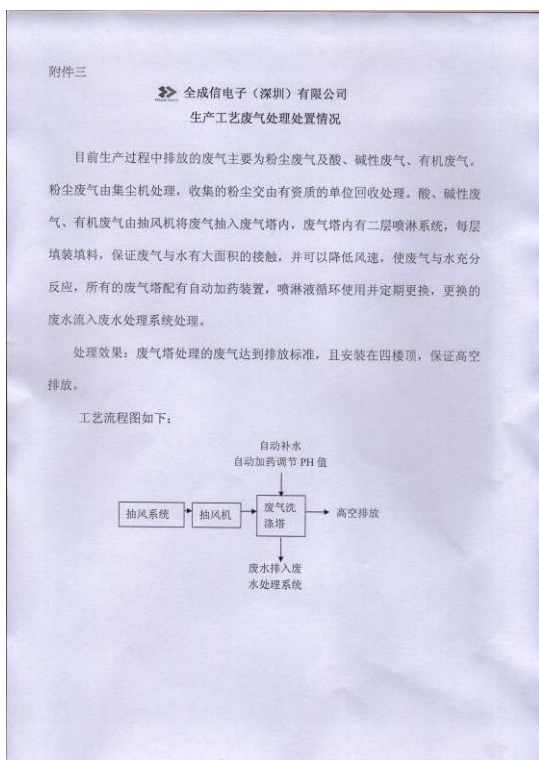 附件三
全成信电子（深圳）有限公司
生产工艺废气处理处置情况
目前生产过程中排放的废气主要为粉尘废气及酸、碱性废气、有机废气。
粉尘废气由集尘机处理，收集的粉尘交由有资质的单位回收处理。酸、碱性废
气、有机废气由抽风机将废气抽入废气塔内，废气塔内有二层喷淋系统，每层
填装填料，保证废气与水有大面积的接触，并可以降低风速，使废气与水充分
反应，所有的废气塔配有自动加药装置，喷淋液循环使用并定期更换，更换的
废水流入废水处理系统处理。
处理效果：废气塔处理的废气达到排放标准，且安装在四楼顶，保证高空
排放。
工艺流程图如下：
自动补水
自动加药调节 PH 值
抽风系统
抽风机
废气洗
涤塔
高空排放
废水排入废
水处理系统